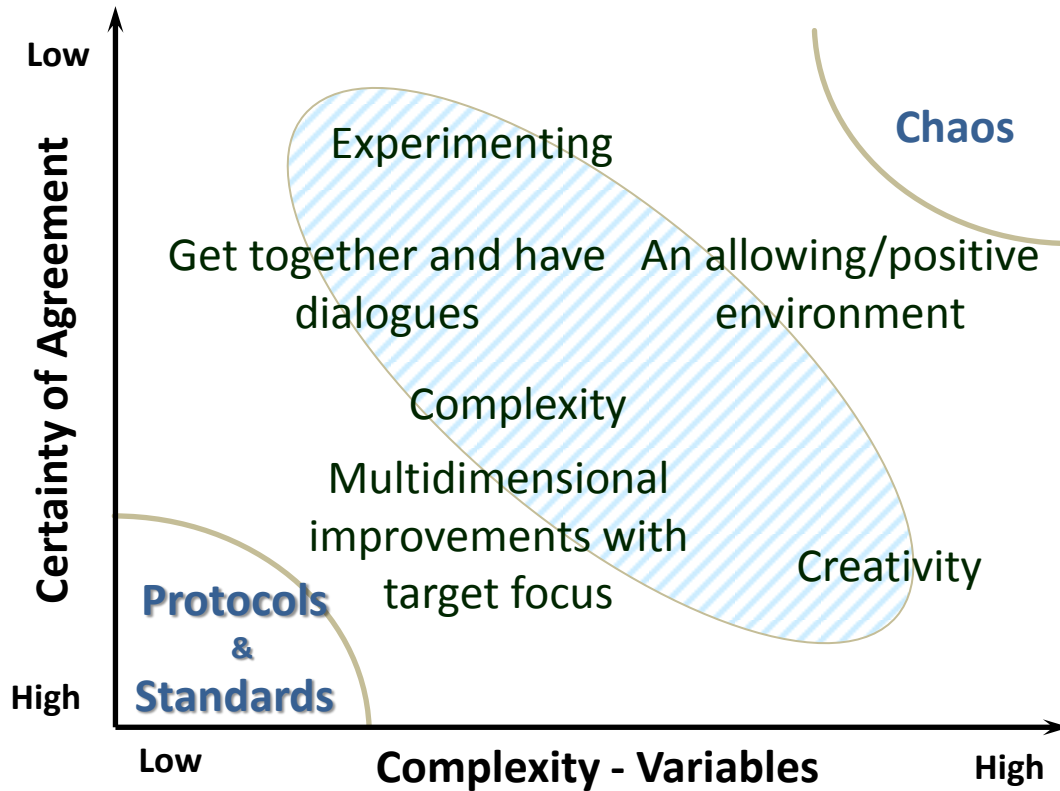 Low
Chaos
Experimenting
Get together and have
dialogues
An allowing/positive
environment
Certainty of Agreement
Complexity
Multidimensional
improvements with
target focus
Creativity
Protocols
&
Standards
High
Low
Complexity - Variables
High